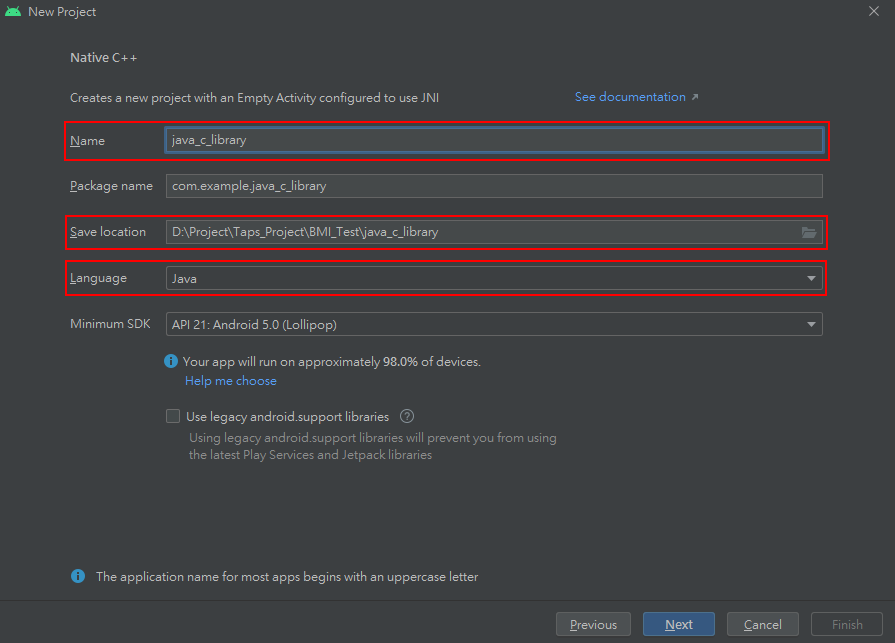 New Project
Native C++
Creates a new project with an Empty Activity configured to use JNI
See documentation ↗
Name
java_c_library
Package name
com.example.java_c_library
Save location
D:\Project\Taps_Project\BMI_Test\java_c_library
Language
Java
Minimum SDK
API 21: Android 5.0 (Lollipop)
Your app will run on approximately 98.0% of devices.
Help me choose
Use legacy android.support libraries
Using legacy android.support libraries will prevent you from using
the latest Play Services and Jetpack libraries
The application name for most apps begins with an uppercase letter
Previous
Next
Cancel
Finish